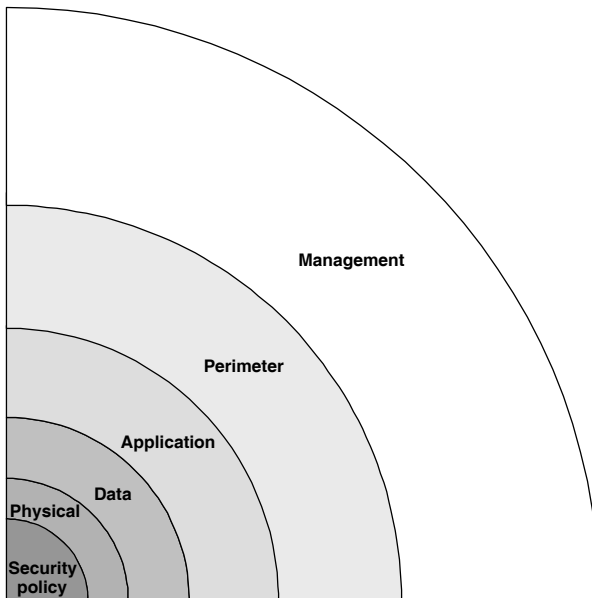 Management
Perimeter
Application
Data
Physical
Security
policy